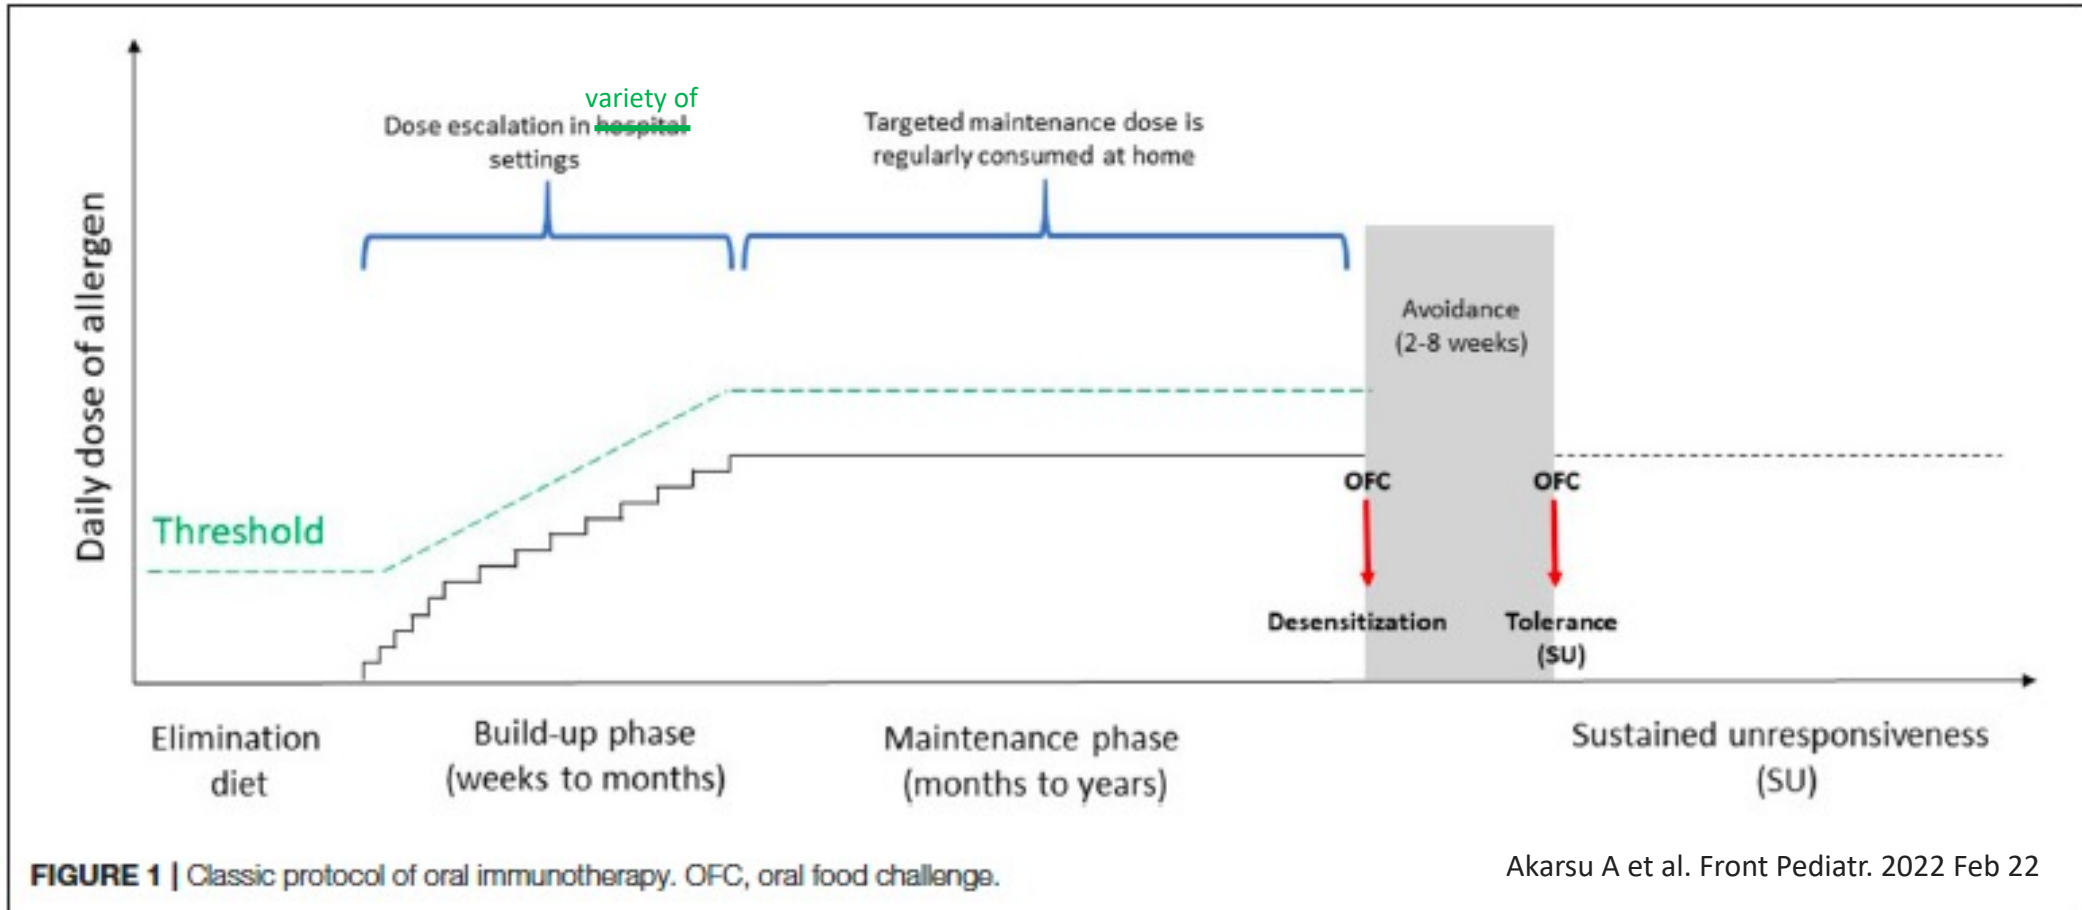 variety of
Dose escalation in hospital
settings
Targeted maintenance dose is
regularly consumed at home
Daily dose of allergen
Avoidance
(2-8 weeks)
Threshold
OFC
OFC
Desensitization
Tolerance
(SU)
Elimination
diet
Build-up phase
(weeks to months)
Maintenance phase
(months to years)
Sustained unresponsiveness
(SU)
FIGURE 1 | Classic protocol of oral immunotherapy. OFC, oral food challenge.
Akarsu A et al. Front Pediatr. 2022 Feb 22